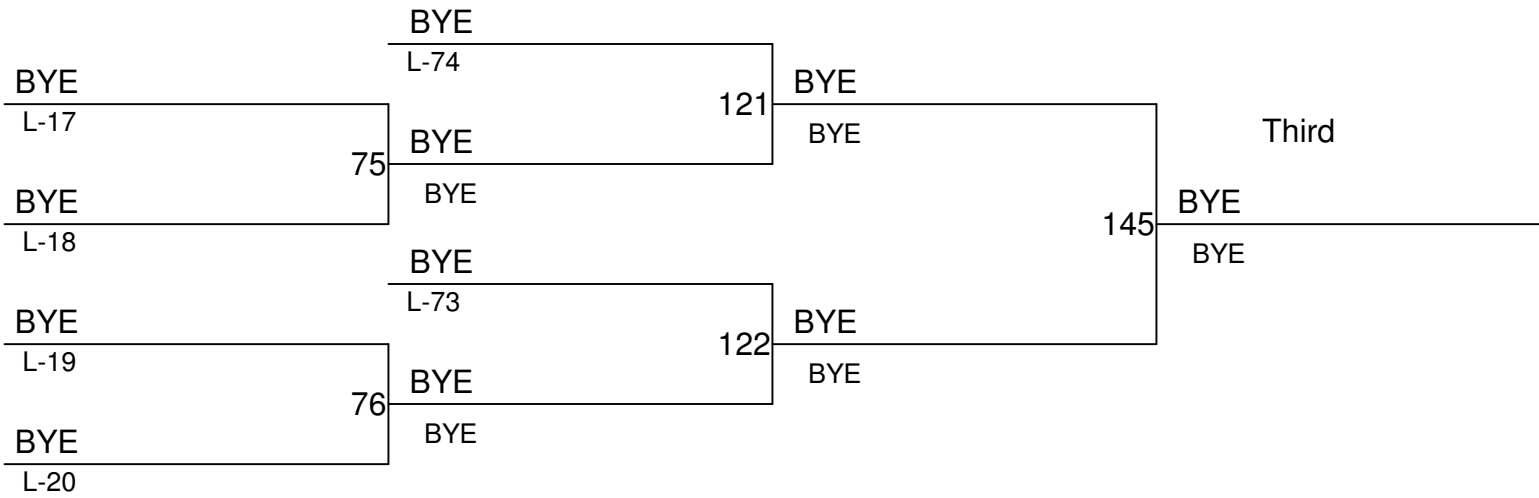 BYE
L-74
BYE
L-17
121
BYE
BYE
Third
75
BYE
BYE
BYE
L-18
145
BYE
BYE
BYE
L-73
BYE
L-19
122
BYE
BYE
76
BYE
BYE
BYE
L-20